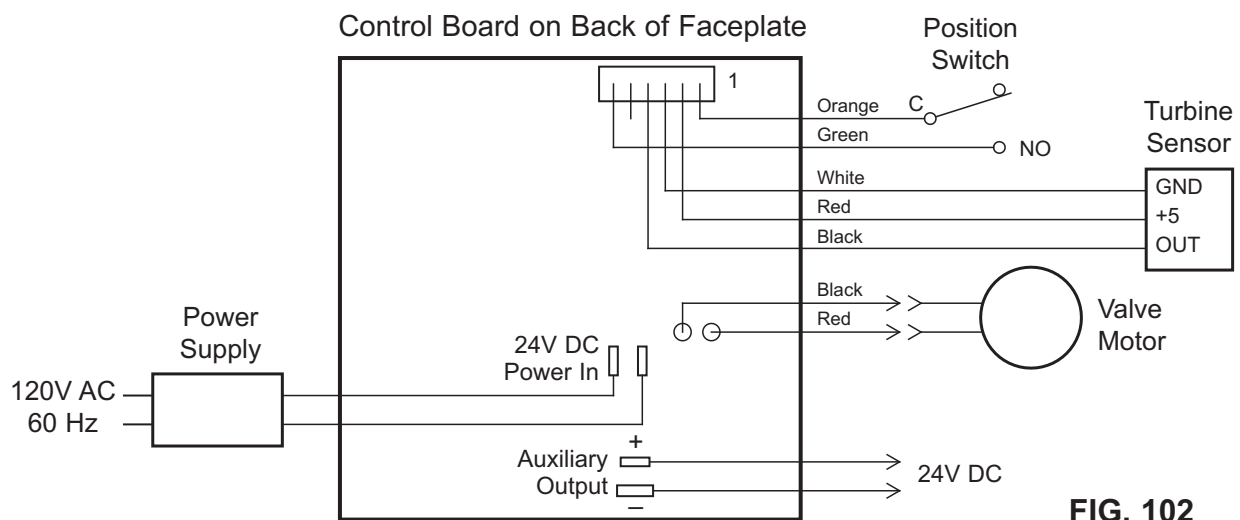 Control Board on Back of Faceplate
Position
Switch
1
Orange
C
Turbine
Sensor
Green
NO
White
GND
Red
+5
Black
OUT
Black
Valve
Motor
Red
Power
Supply
24V DC
Power In
120V AC
60 Hz
+
Auxiliary
Output
–
24V DC
FIG. 102